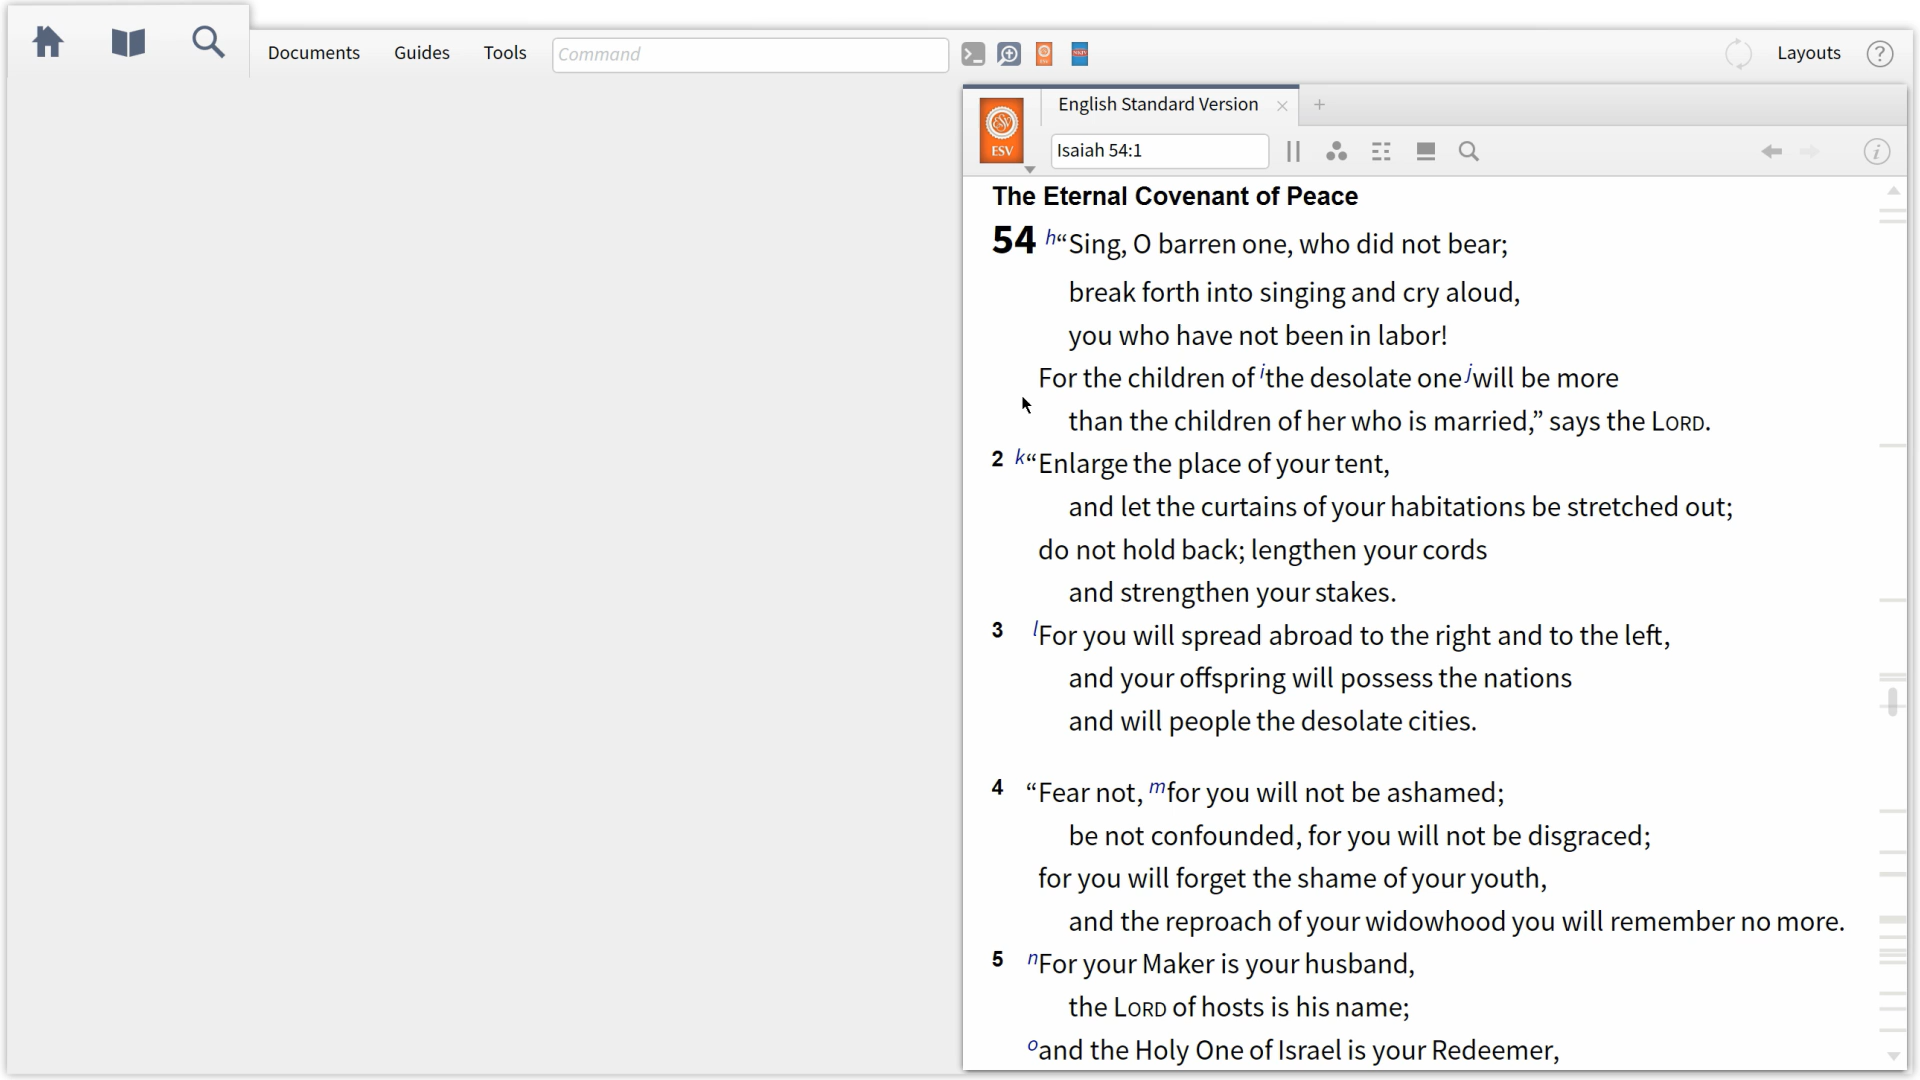 Documents Guides Tools Command Layouts ?
English Standard Version × +
ESV Isaiah 54:1
The Eternal Covenant of Peace
54 h“Sing, O barren one, who did not bear;
break forth into singing and cry aloud,
you who have not been in labor!
For the children of ithe desolate one jwill be more
than the children of her who is married,” says the LORD.
2 k“Enlarge the place of your tent,
and let the curtains of your habitations be stretched out;
do not hold back; lengthen your cords
and strengthen your stakes.
3 lFor you will spread abroad to the right and to the left,
and your offspring will possess the nations
and will people the desolate cities.
4 “Fear not, mfor you will not be ashamed;
be not confounded, for you will not be disgraced;
for you will forget the shame of your youth,
and the reproach of your widowhood you will remember no more.
5 nFor your Maker is your husband,
the LORD of hosts is his name;
oand the Holy One of Israel is your Redeemer,